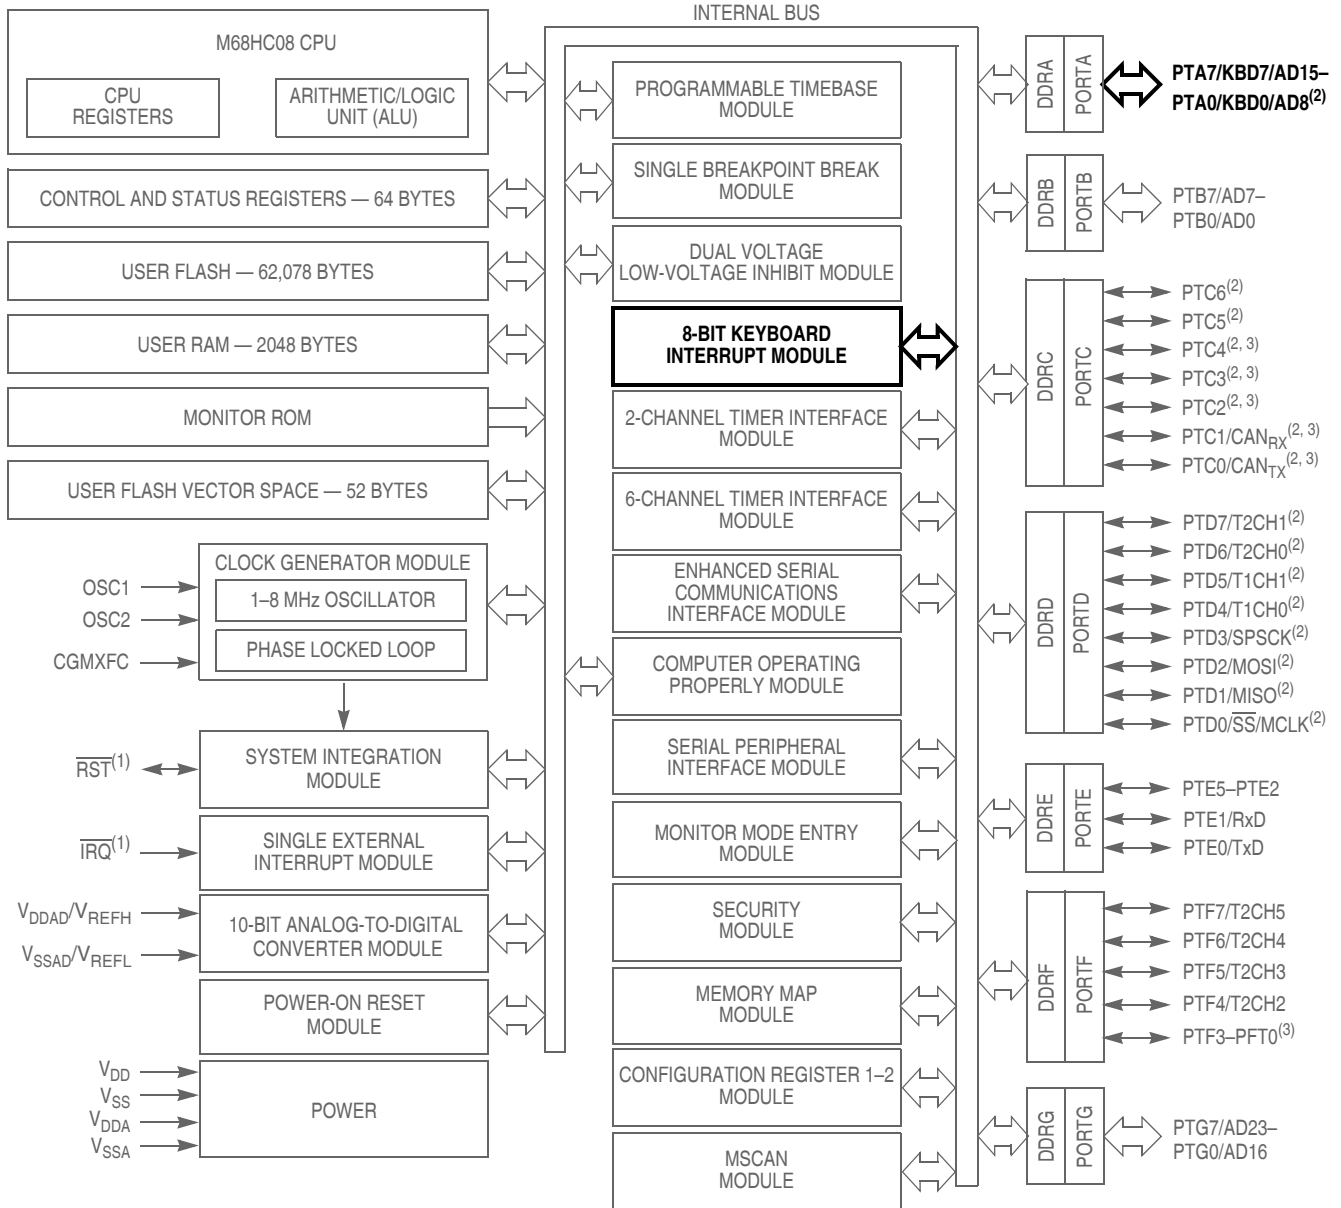 INTERNAL BUS
M68HC08 CPU
CPU
REGISTERS
ARITHMETIC/LOGIC
UNIT (ALU)
CONTROL AND STATUS REGISTERS — 64 BYTES
USER FLASH — 62,078 BYTES
USER RAM — 2048 BYTES
MONITOR ROM
USER FLASH VECTOR SPACE — 52 BYTES
CLOCK GENERATOR MODULE
1–8 MHz OSCILLATOR
PHASE LOCKED LOOP
OSC1
OSC2
CGMXFC
SYSTEM INTEGRATION
MODULE
RST(1)
SINGLE EXTERNAL
INTERRUPT MODULE
IRQ(1)
10-BIT ANALOG-TO-DIGITAL
CONVERTER MODULE
VDDAD/VREFH
VSSAD/VREFL
POWER-ON RESET
MODULE
POWER
VDD
VSS
VDDA
VSSA
PROGRAMMABLE TIMEBASE
MODULE
SINGLE BREAKPOINT BREAK
MODULE
DUAL VOLTAGE
LOW-VOLTAGE INHIBIT MODULE
8-BIT KEYBOARD
INTERRUPT MODULE
2-CHANNEL TIMER INTERFACE
MODULE
6-CHANNEL TIMER INTERFACE
MODULE
ENHANCED SERIAL
COMMUNICATIONS
INTERFACE MODULE
COMPUTER OPERATING
PROPERLY MODULE
SERIAL PERIPHERAL
INTERFACE MODULE
MONITOR MODE ENTRY
MODULE
SECURITY
MODULE
MEMORY MAP
MODULE
CONFIGURATION REGISTER 1–2
MODULE
MSCAN
MODULE
DDRA
PORTA
PTA7/KBD7/AD15–
PTA0/KBD0/AD8(2)
DDRB
PORTB
PTB7/AD7–
PTB0/AD0
DDRC
PORTC
PTC6(2)
PTC5(2)
PTC4(2, 3)
PTC3(2, 3)
PTC2(2, 3)
PTC1/CANRX(2, 3)
PTC0/CANTX(2, 3)
DDRD
PORTD
PTD7/T2CH1(2)
PTD6/T2CH0(2)
PTD5/T1CH1(2)
PTD4/T1CH0(2)
PTD3/SPSCK(2)
PTD2/MOSI(2)
PTD1/MISO(2)
PTD0/SS/MCLK(2)
DDRE
PORTE
PTE5–PTE2
PTE1/RxD
PTE0/TxD
DDRF
PORTF
PTF7/T2CH5
PTF6/T2CH4
PTF5/T2CH3
PTF4/T2CH2
PTF3–PFT0(3)
DDRG
PORTG
PTG7/AD23–
PTG0/AD16